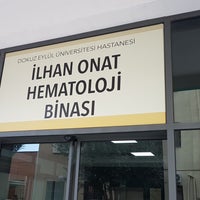 DOKUZ EYLÜL ÜNİVERSİTESİ HASTANESİ
İLHAN ONAT
HEMATOLOJİ
BİNASI